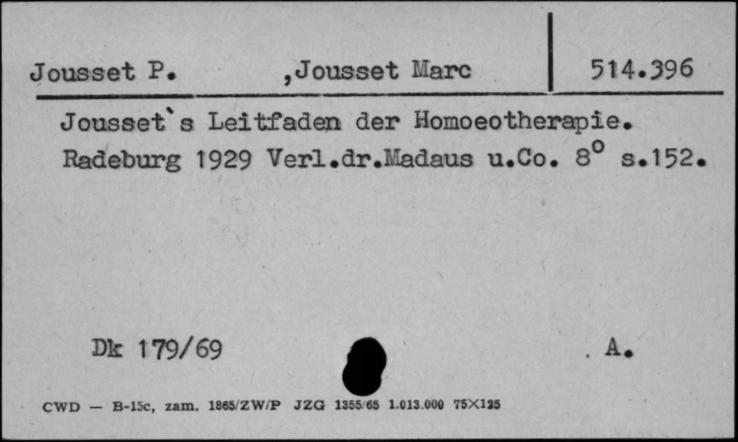 Jousset P. ,Jousset Marc 514.396
Jousset`s Leitfaden der Homoeotherapie.
Radeburg 1929 Verl.dr.Madaus u.Co. 8° s.152.
Dk 179/69 A.
CWD — B-15c, zam. 1865/ZW/P JZG 1355/65 1.013.000 75X125